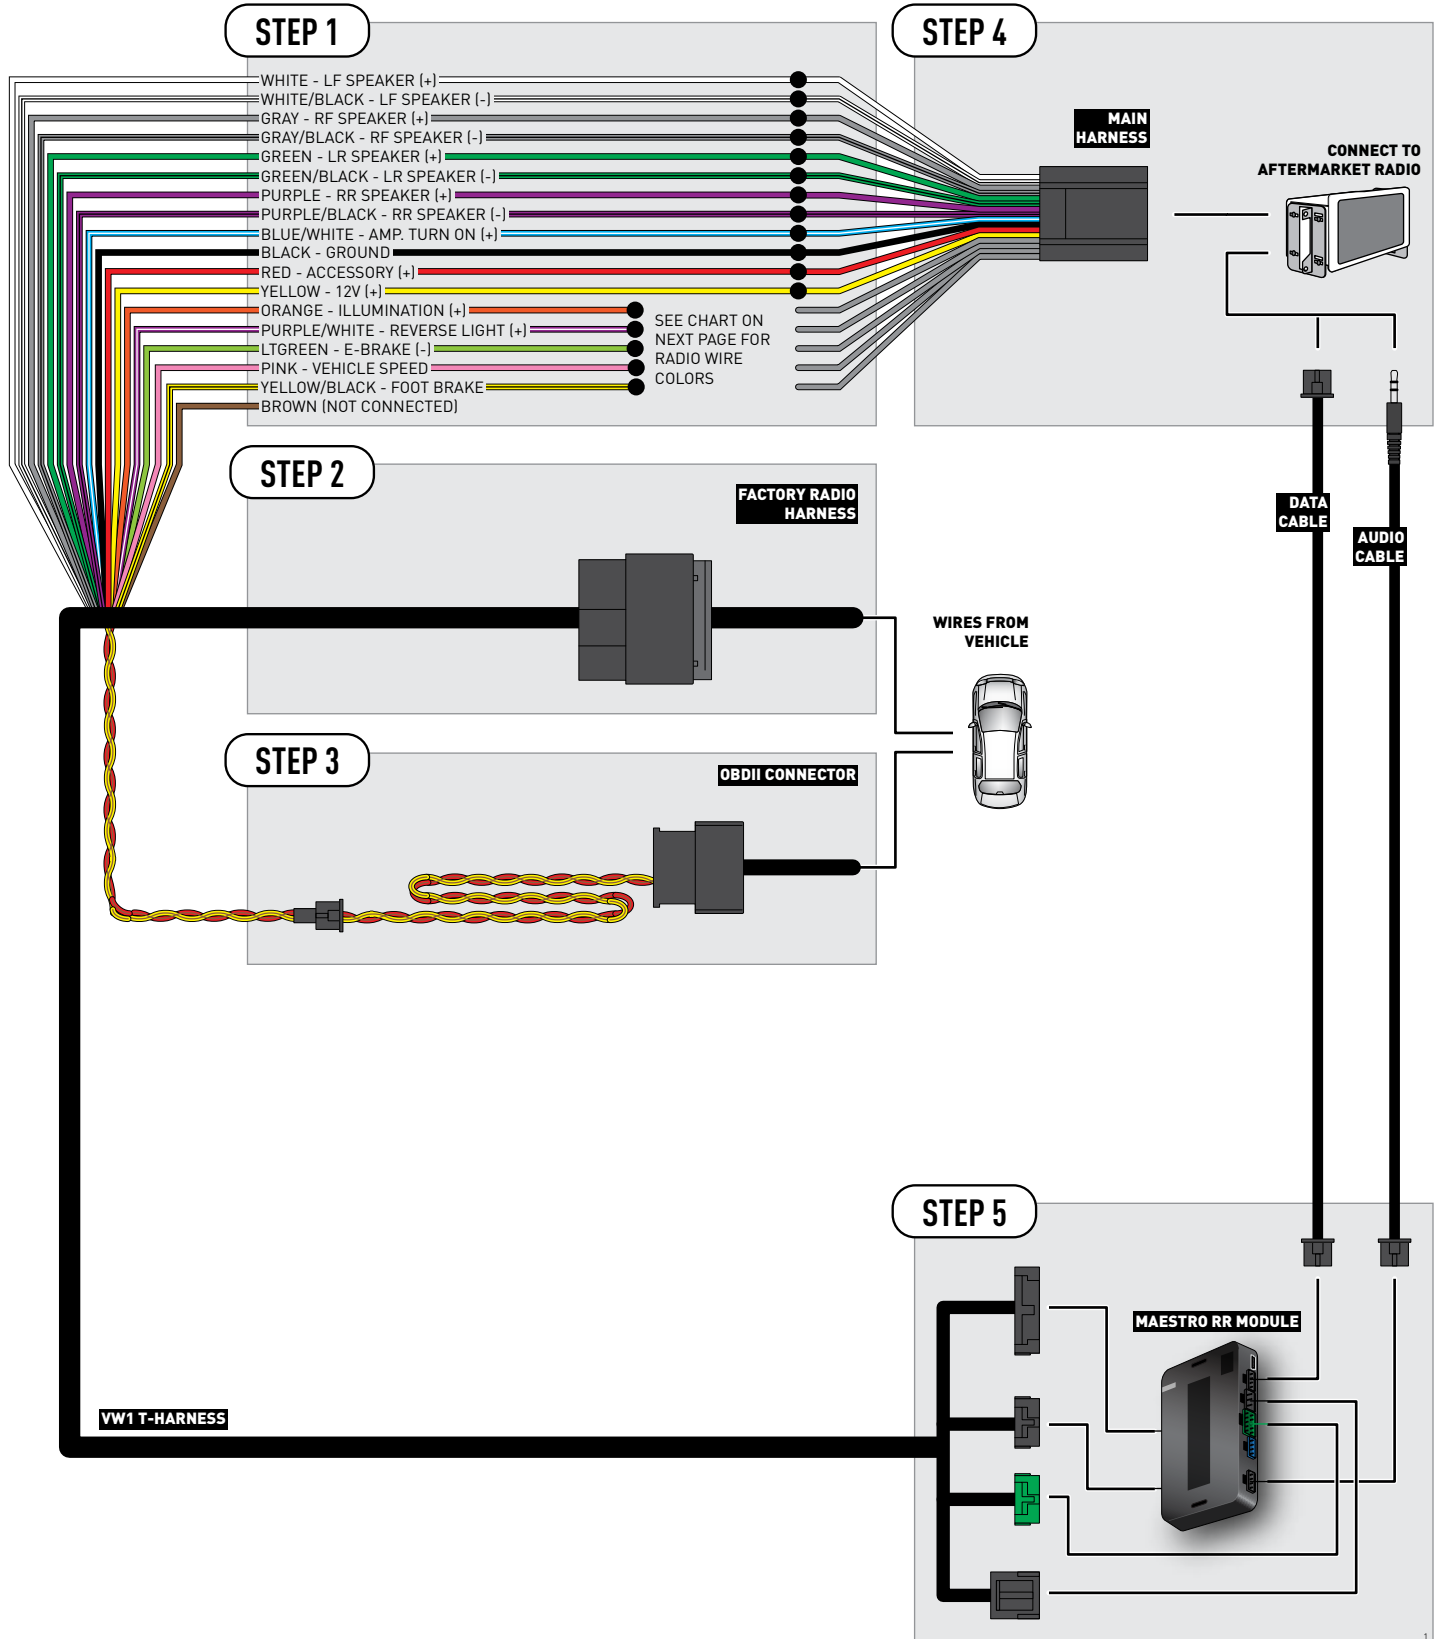 STEP 1
WHITE - LF SPEAKER (+)
WHITE/BLACK - LF SPEAKER (-)
GRAY - RF SPEAKER (+)
GRAY/BLACK - RF SPEAKER (-)
GREEN - LR SPEAKER (+)
GREEN/BLACK - LR SPEAKER (-)
PURPLE - RR SPEAKER (+)
PURPLE/BLACK - RR SPEAKER (-)
BLUE/WHITE - AMP. TURN ON (+)
BLACK - GROUND
RED - ACCESSORY (+)
YELLOW - 12V (+)
ORANGE - ILLUMINATION (+)
PURPLE/WHITE - REVERSE LIGHT (+)
LTGREEN - E-BRAKE (-)
PINK - VEHICLE SPEED
YELLOW/BLACK - FOOT BRAKE
BROWN (NOT CONNECTED)
SEE CHART ON
NEXT PAGE FOR
RADIO WIRE
COLORS
STEP 4
MAIN
HARNESS
CONNECT TO
AFTERMARKET RADIO
DATA
CABLE
AUDIO
CABLE
STEP 2
FACTORY RADIO
HARNESS
WIRES FROM
VEHICLE
STEP 3
OBDII CONNECTOR
STEP 5
MAESTRO RR MODULE
VW1 T-HARNESS
1